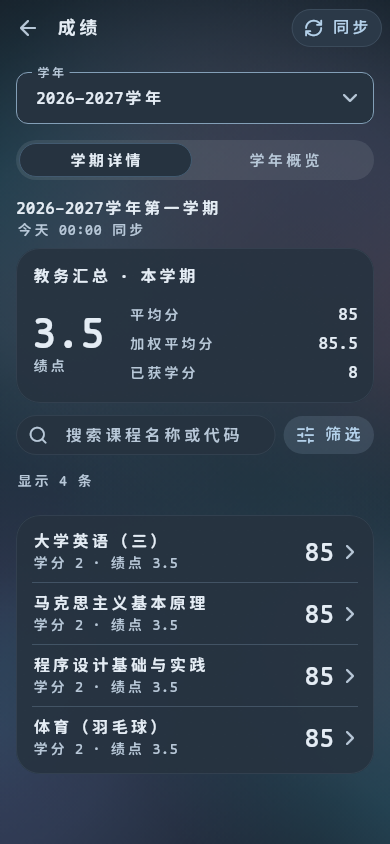 成绩
同步
学年
2026-2027学年
学期详情
学年概览
2026-2027学年第一学期
今天 00:00 同步
教务汇总 · 本学期
3.5
绩点
平均分 85
加权平均分 85.5
已获学分 8
搜索课程名称或代码
筛选
显示 4 条
大学英语（三）
学分 2 · 绩点 3.5
85
马克思主义基本原理
学分 2 · 绩点 3.5
85
程序设计基础与实践
学分 2 · 绩点 3.5
85
体育（羽毛球）
学分 2 · 绩点 3.5
85